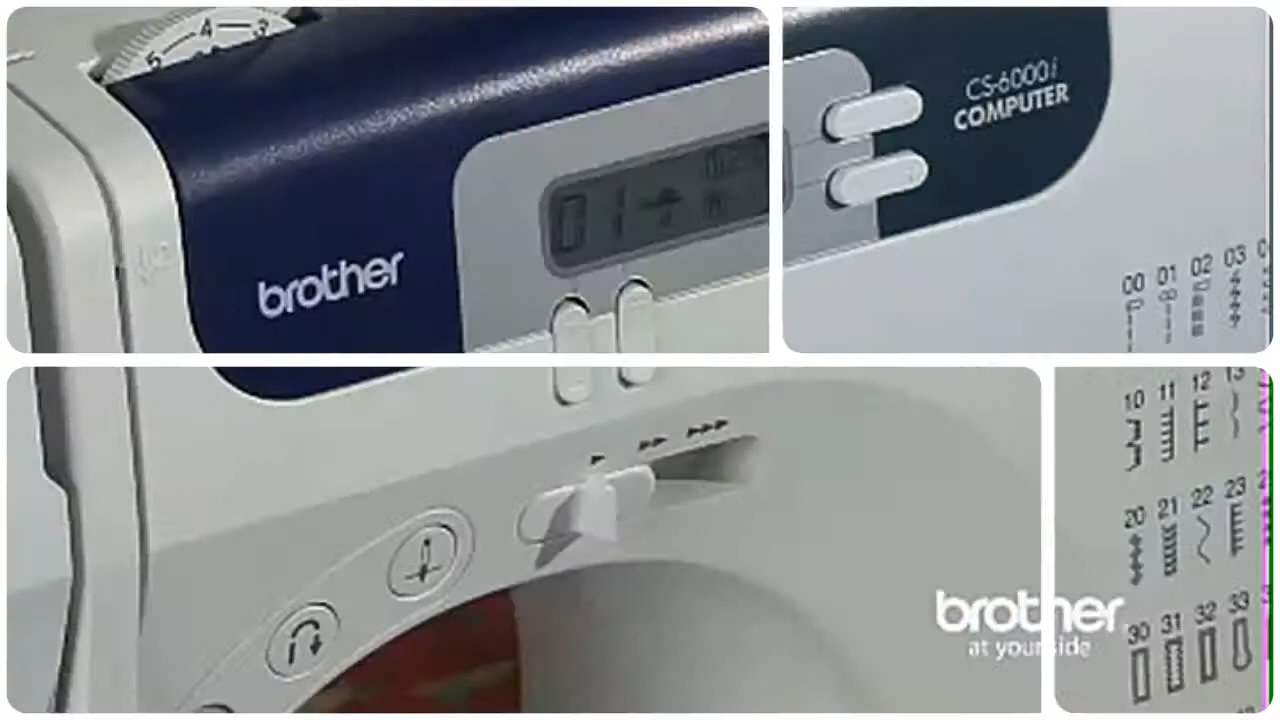 5 4 3
brother
01
CS-6000i
COMPUTER
00 01 02 03
10 11 12 13
20 21 22 23
30 31 32 33
brother
at your side